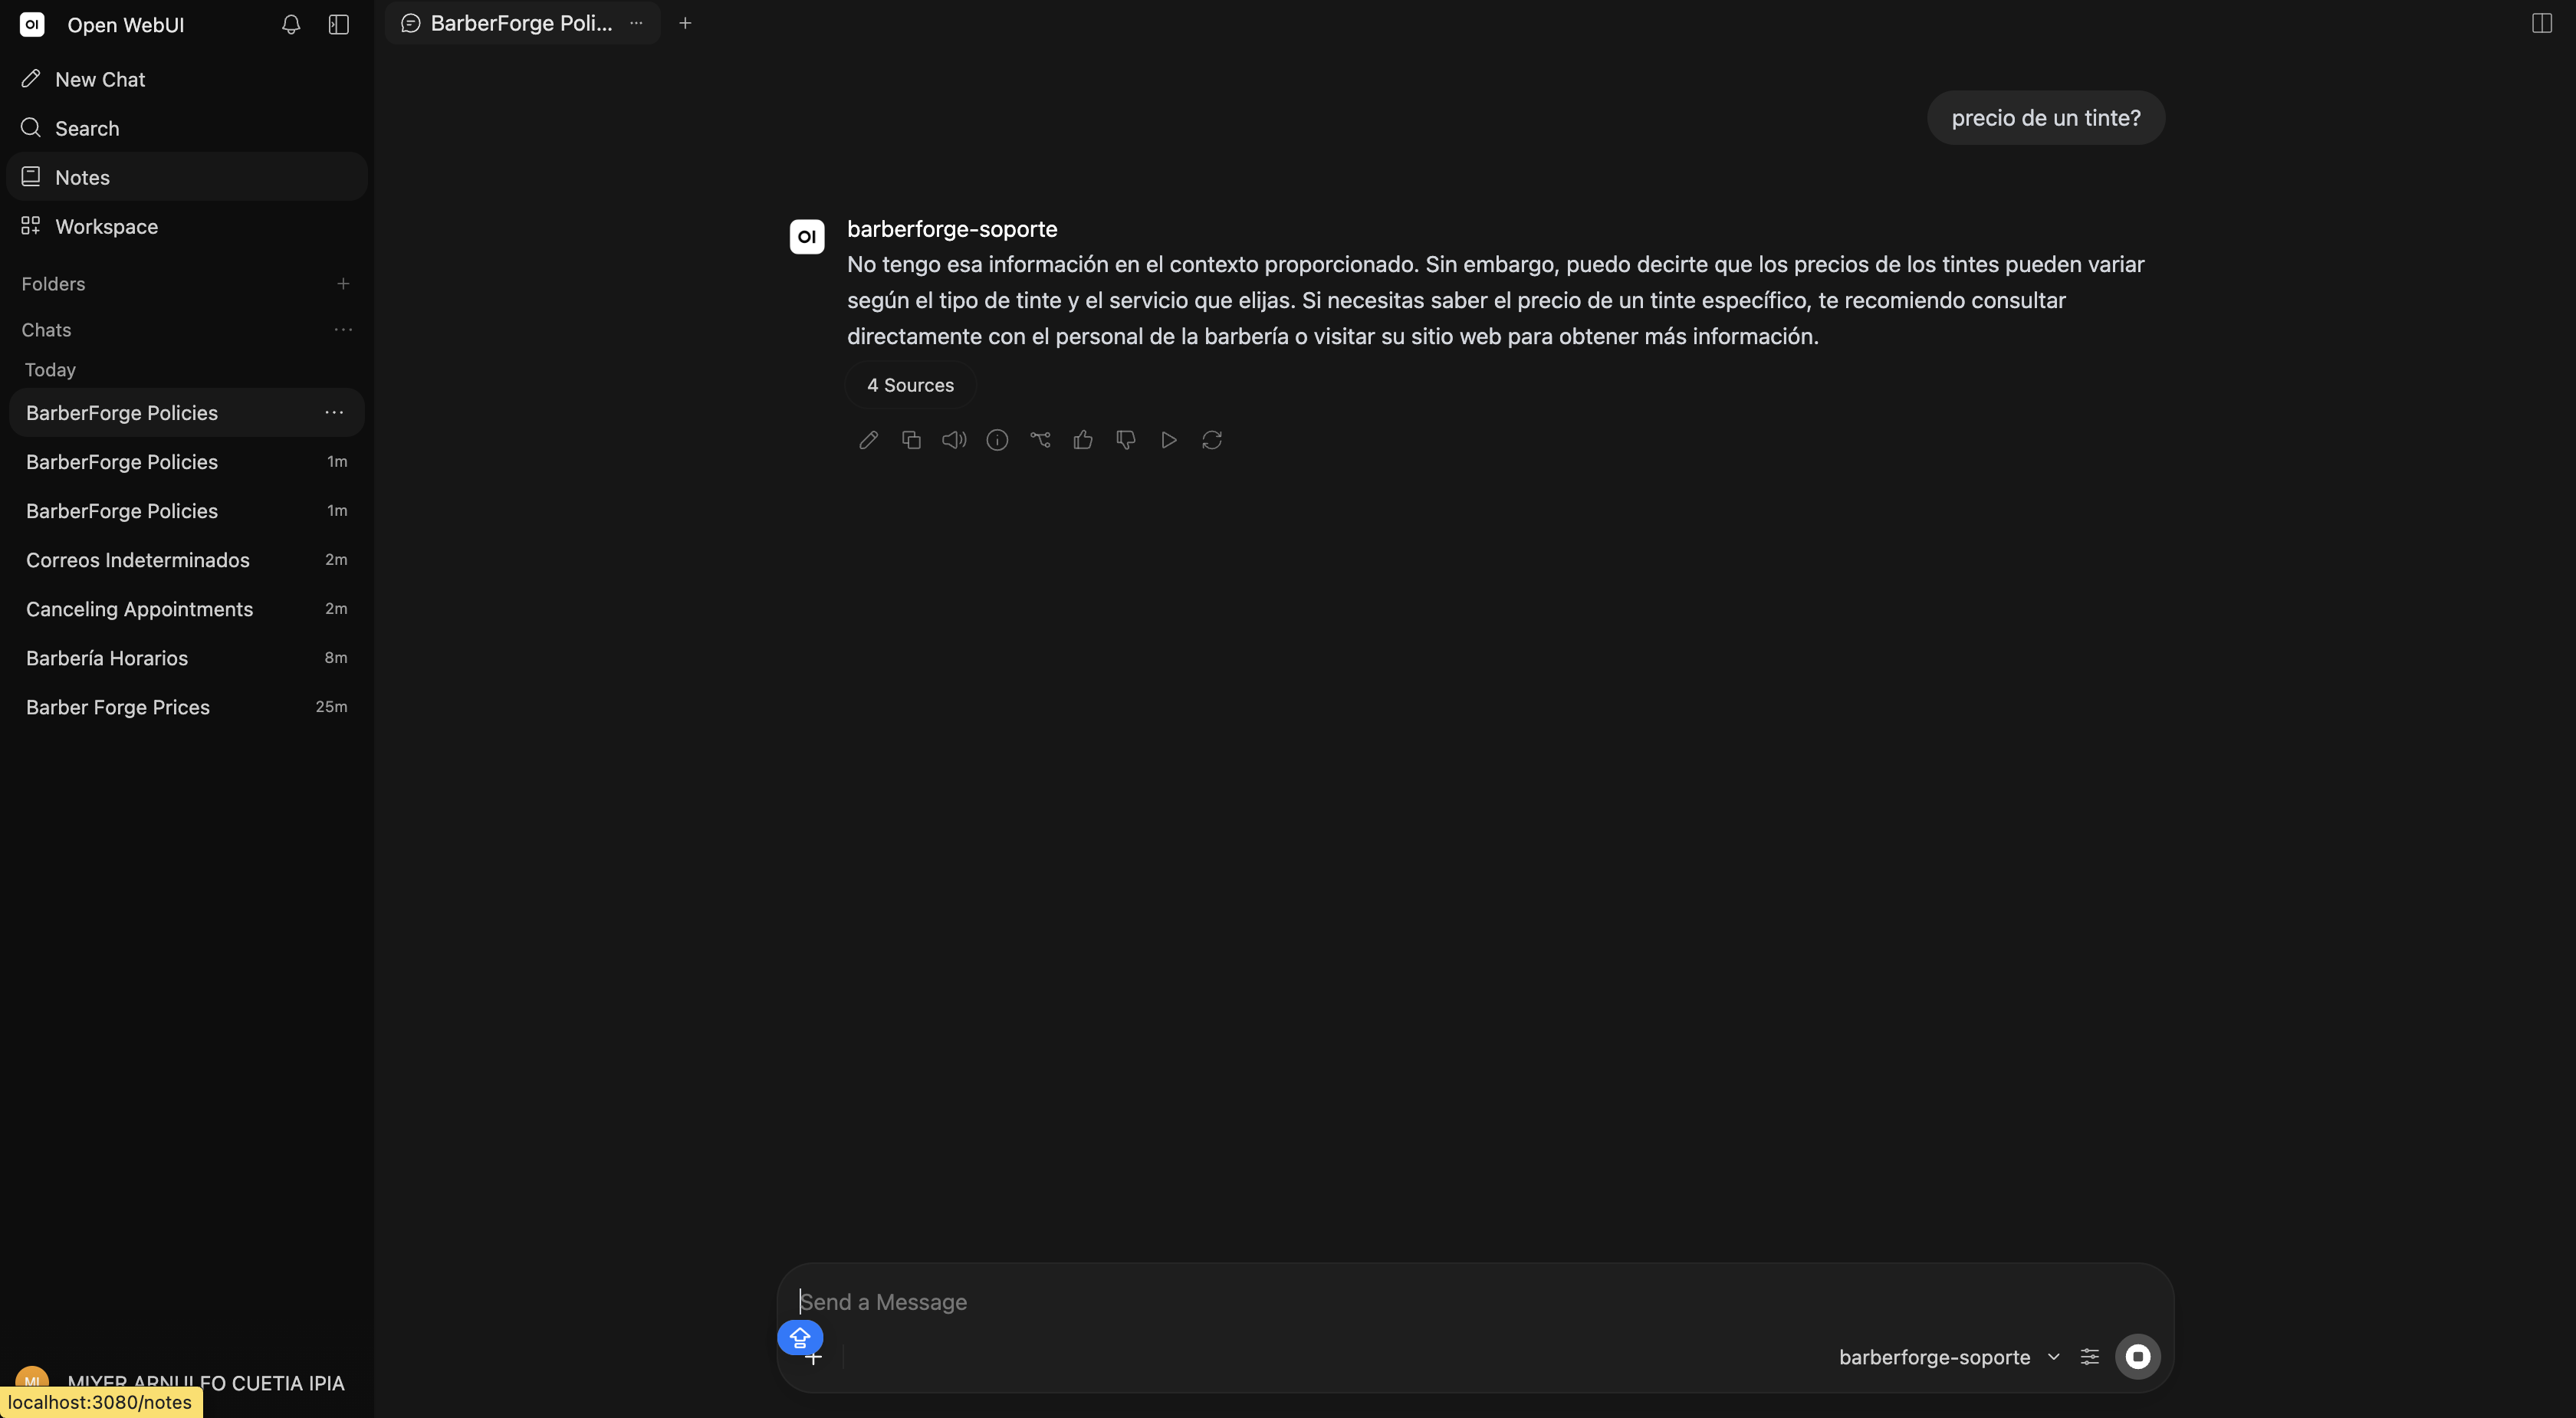 OI Open WebUI
New Chat
Search
Notes
Workspace
Folders
Chats
Today
BarberForge Policies
BarberForge Policies 1m
BarberForge Policies 1m
Correos Indeterminados 2m
Canceling Appointments 2m
Barbería Horarios 8m
Barber Forge Prices 25m
MI MIYER ARNULFO CUETIA IPIA
localhost:3080/notes
BarberForge Poli...
precio de un tinte?
OI barberforge-soporte
No tengo esa información en el contexto proporcionado. Sin embargo, puedo decirte que los precios de los tintes pueden variar
según el tipo de tinte y el servicio que elijas. Si necesitas saber el precio de un tinte específico, te recomiendo consultar
directamente con el personal de la barbería o visitar su sitio web para obtener más información.
4 Sources
Send a Message
barberforge-soporte